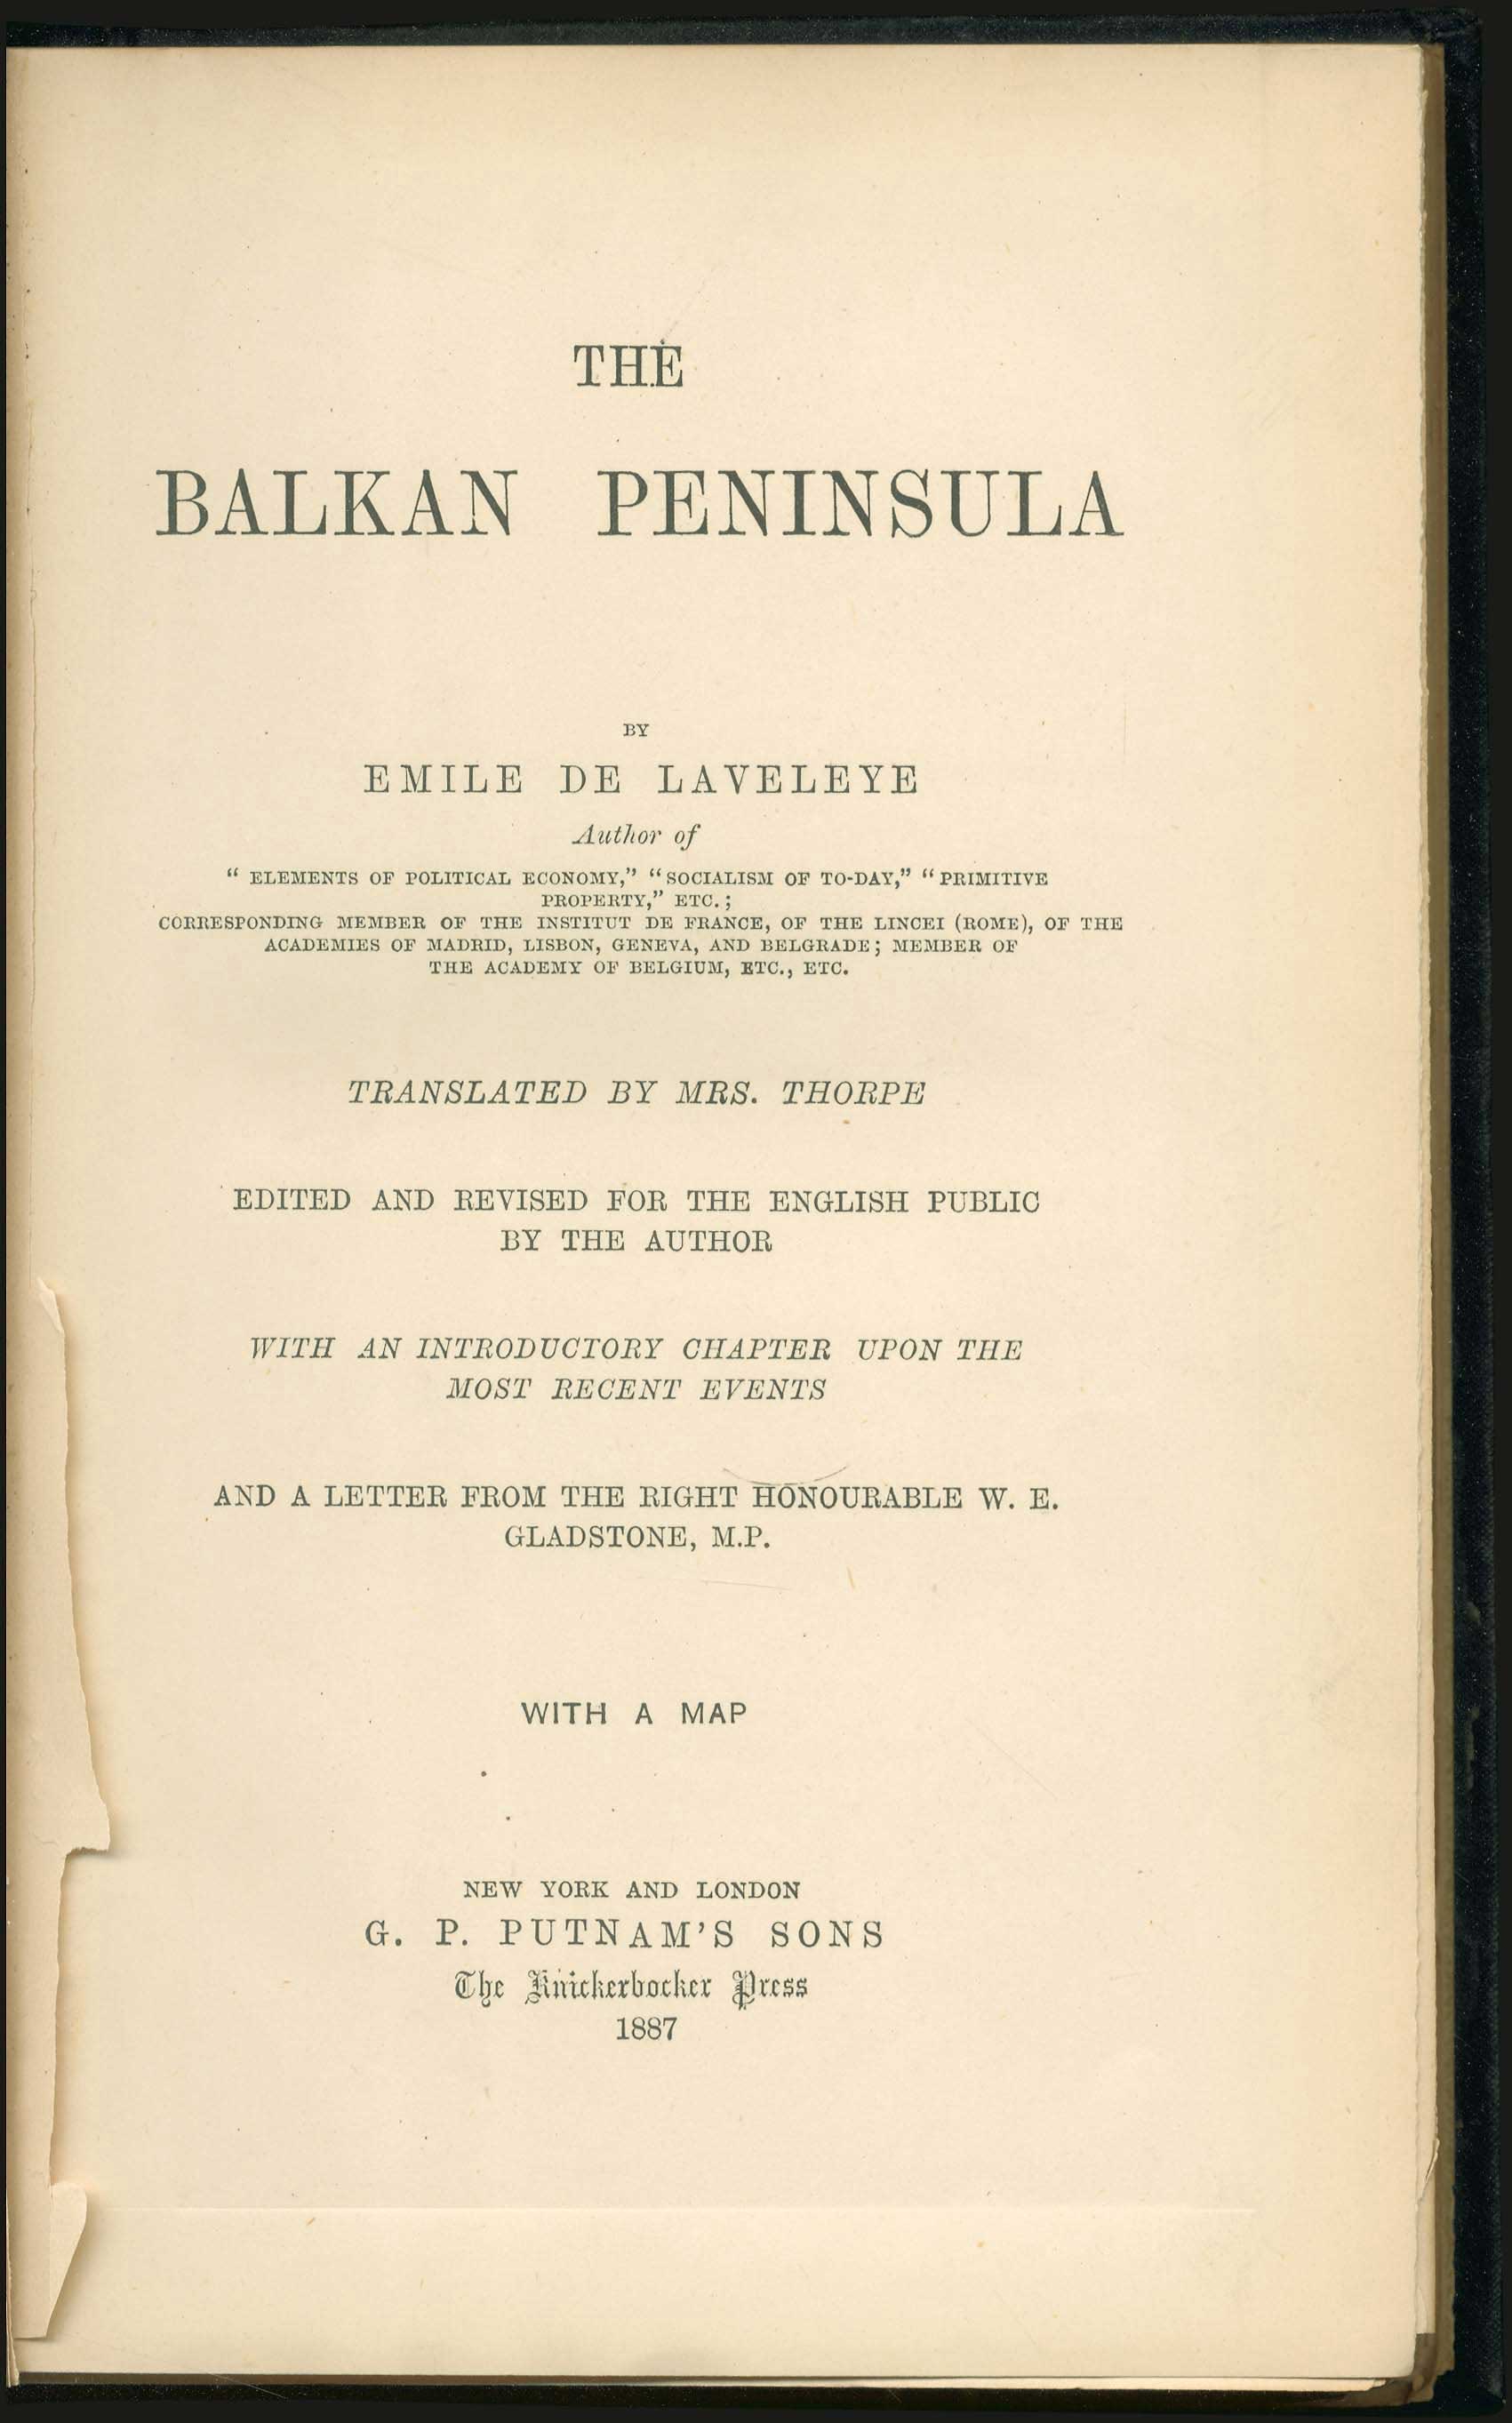 THE
BALKAN PENINSULA
BY
EMILE DE LAVELEYE
Author of
“ ELEMENTS OF POLITICAL ECONOMY,” “SOCIALISM OF TO-DAY,” “PRIMITIVE
PROPERTY,” ETC.;
CORRESPONDING MEMBER OF THE INSTITUT DE FRANCE, OF THE LINCEI (ROME), OF THE
ACADEMIES OF MADRID, LISBON, GENEVA, AND BELGRADE; MEMBER OF
THE ACADEMY OF BELGIUM, ETC., ETC.
TRANSLATED BY MRS. THORPE
EDITED AND REVISED FOR THE ENGLISH PUBLIC
BY THE AUTHOR
WITH AN INTRODUCTORY CHAPTER UPON THE
MOST RECENT EVENTS
AND A LETTER FROM THE RIGHT HONOURABLE W. E.
GLADSTONE, M.P.
WITH A MAP
NEW YORK AND LONDON
G. P. PUTNAM’S SONS
The Knickerbocker Press
1887